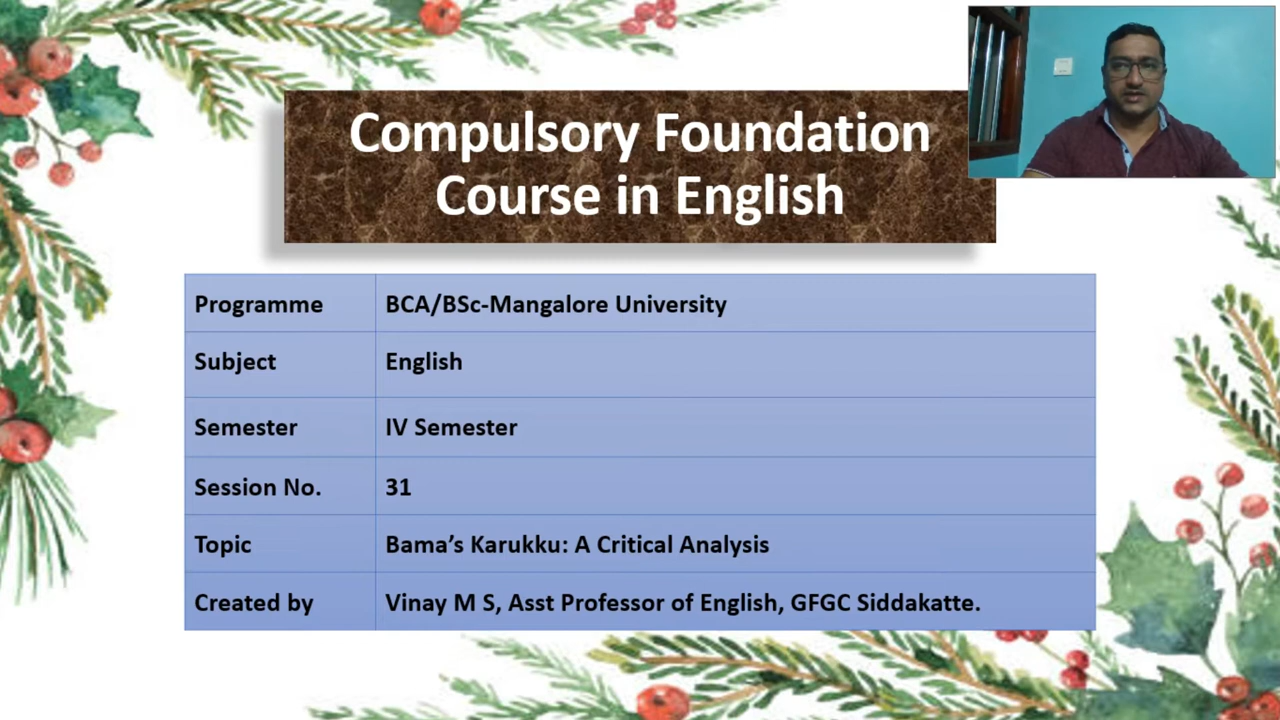 Compulsory Foundation
Course in English
Programme BCA/BSc-Mangalore University
Subject English
Semester IV Semester
Session No. 31
Topic Bama’s Karukku: A Critical Analysis
Created by Vinay M S, Asst Professor of English, GFGC Siddakatte.